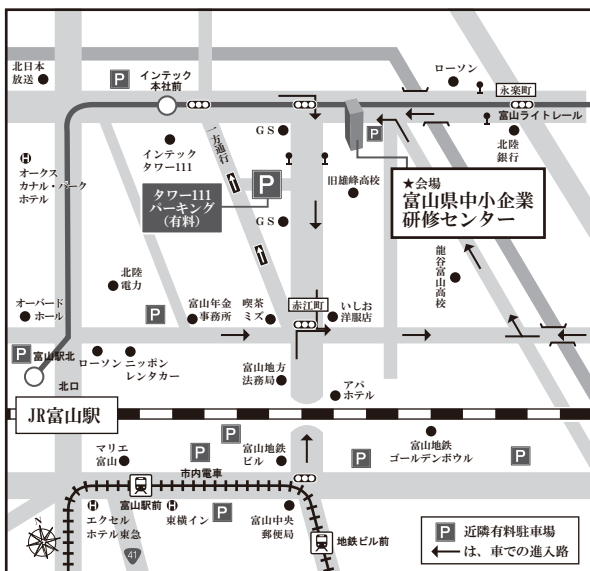 北日本
放送
P
インテック
本社前
ローソン
永楽町
富山ライトレール
GS
P
北陸
銀行
インテック
タワー111
一方通行
H
オークス
カナル・パーク
ホテル
タワー111
パーキング
(有料)
P
旧雄峰高校
★会場
富山県中小企業
研修センター
GS
龍谷富山高校
北陸
電力
オーバード
ホール
P
富山年金
事務所
喫茶
ミズ
赤江町
いしお
洋服店
P
富山駅北
ローソン
ニッポン
レンタカー
北口
富山地方
法務局
アパ
ホテル
JR富山駅
マリエ
富山
P
P
富山地鉄
ビル
P
富山地鉄
ゴールデンボウル
P
市内電車
富山駅前
H
エクセル
ホテル東急
H
東横イン
P
富山中央
郵便局
地鉄ビル前
N
41
P 近隣有料駐車場
は、車での進入路